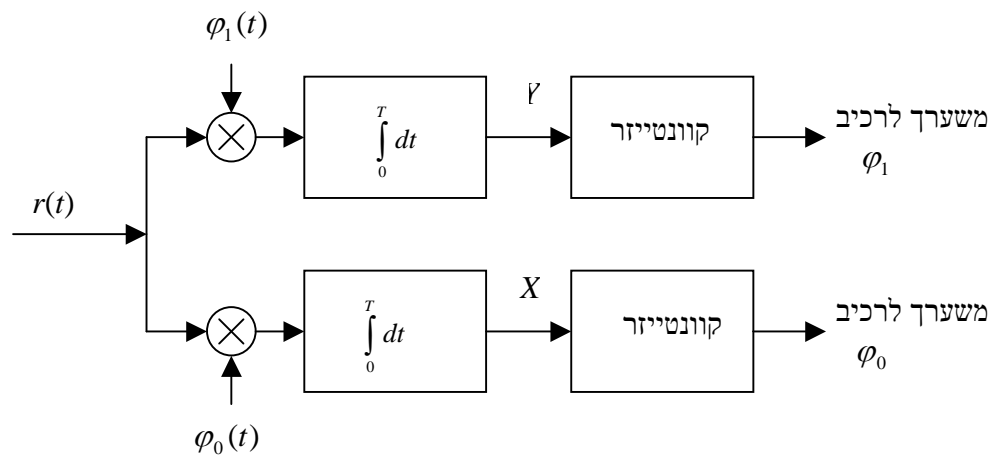 φ₁(t)
∫₀ᵀ dt
Y
קוונטייזר
משערך לרכיב
φ₁
r(t)
∫₀ᵀ dt
X
קוונטייזר
משערך לרכיב
φ₀
φ₀(t)